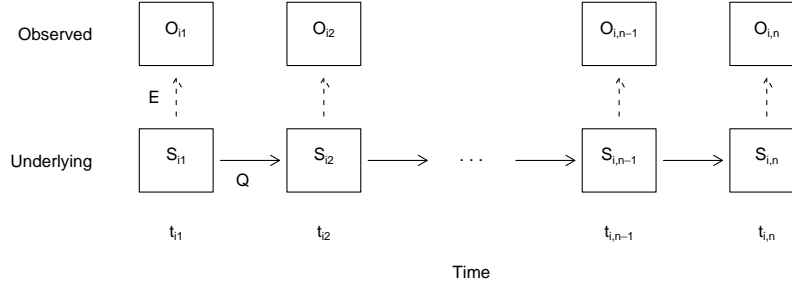 Observed O_i1 O_i2 O_i,n−1 O_i,n
E
Underlying S_i1 S_i2 . . . S_i,n−1 S_i,n
Q
t_i1 t_i2 t_i,n−1 t_i,n
Time